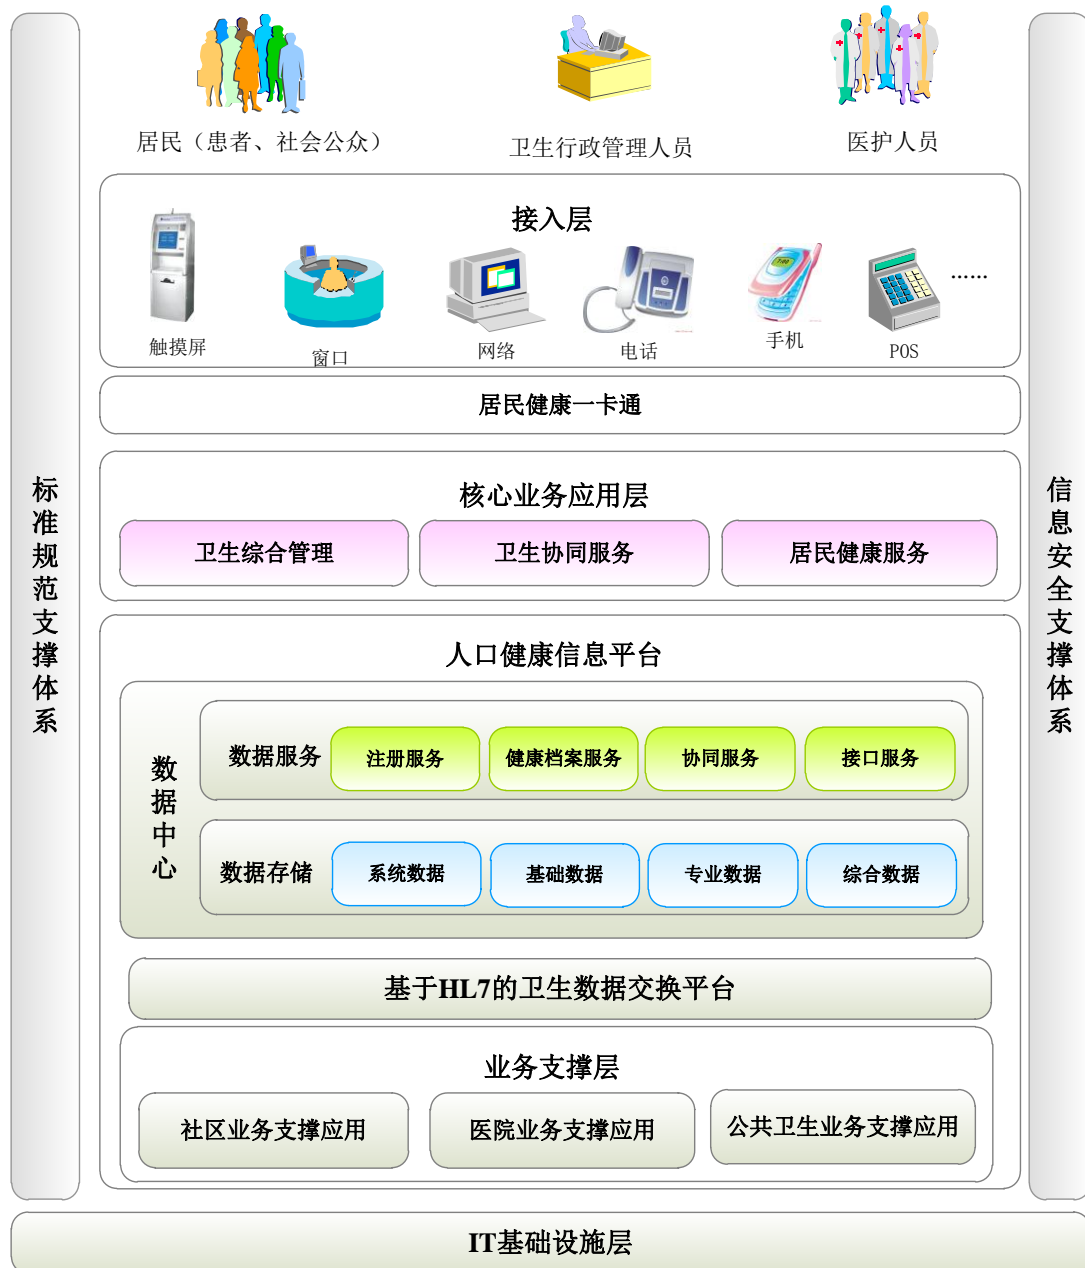 居民（患者、社会公众）
卫生行政管理人员
医护人员
接入层
触摸屏
窗口
网络
电话
手机
POS
……
居民健康一卡通
标准规范支撑体系
信息安全支撑体系
核心业务应用层
卫生综合管理
卫生协同服务
居民健康服务
人口健康信息平台
数据中心
数据服务
注册服务
健康档案服务
协同服务
接口服务
数据存储
系统数据
基础数据
专业数据
综合数据
基于HL7的卫生数据交换平台
业务支撑层
社区业务支撑应用
医院业务支撑应用
公共卫生业务支撑应用
IT基础设施层